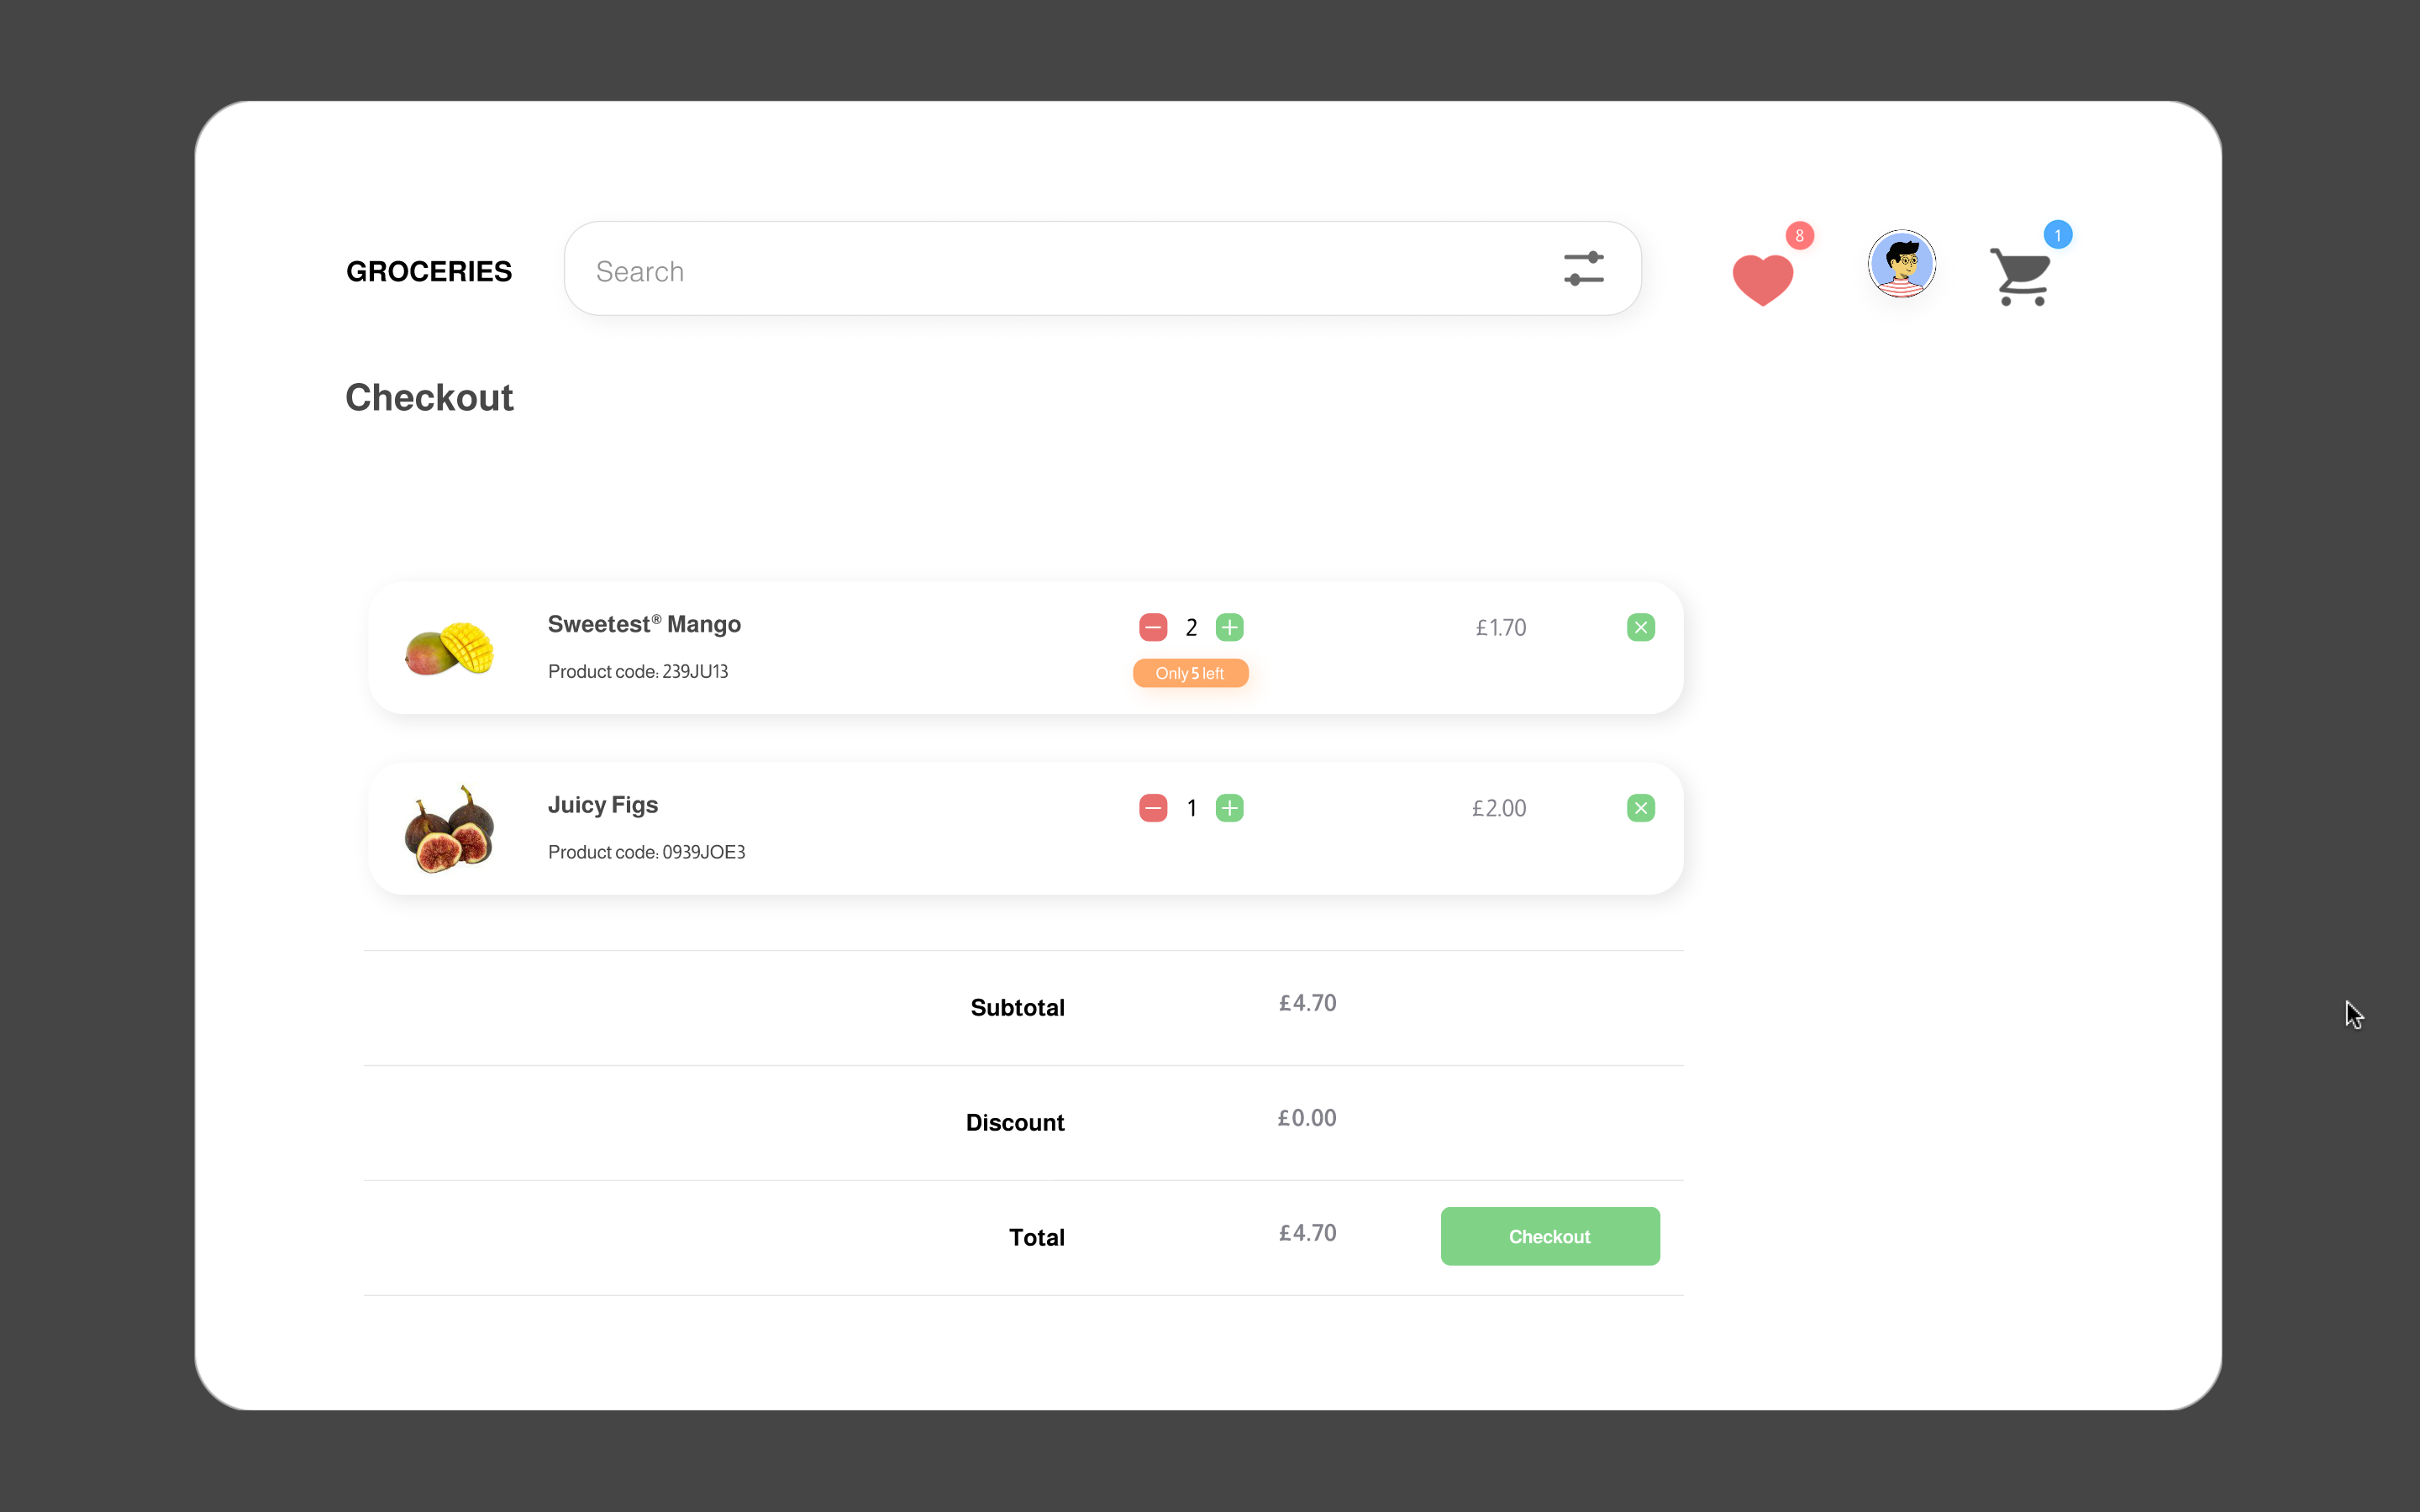 GROCERIES
Search
8
1
Checkout
Sweetest® Mango
2
£1.70
Product code: 239JU13
Only 5 left
Juicy Figs
1
£2.00
Product code: 0939JOE3
Subtotal
£4.70
Discount
£0.00
Total
£4.70
Checkout